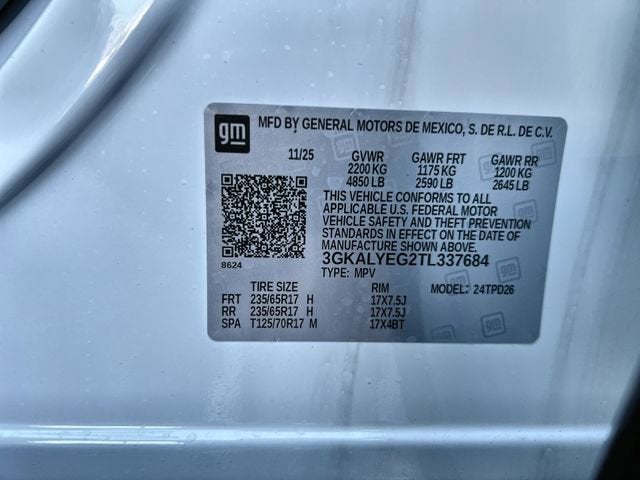 gm MFD BY GENERAL MOTORS DE MEXICO, S. DE R.L. DE C.V.
11/25 GVWR GAWR FRT GAWR RR
2200 KG 1175 KG 1200 KG
4850 LB 2590 LB 2645 LB
THIS VEHICLE CONFORMS TO ALL
APPLICABLE U.S. FEDERAL MOTOR
VEHICLE SAFETY AND THEFT PREVENTION
STANDARDS IN EFFECT ON THE DATE OF
MANUFACTURE SHOWN ABOVE.
8624 3GKALYEG2TL337684
TYPE: MPV MODEL: 24TPD26
TIRE SIZE RIM
FRT 235/65R17 H 17X7.5J
RR 235/65R17 H 17X7.5J
SPA T125/70R17 M 17X4BT